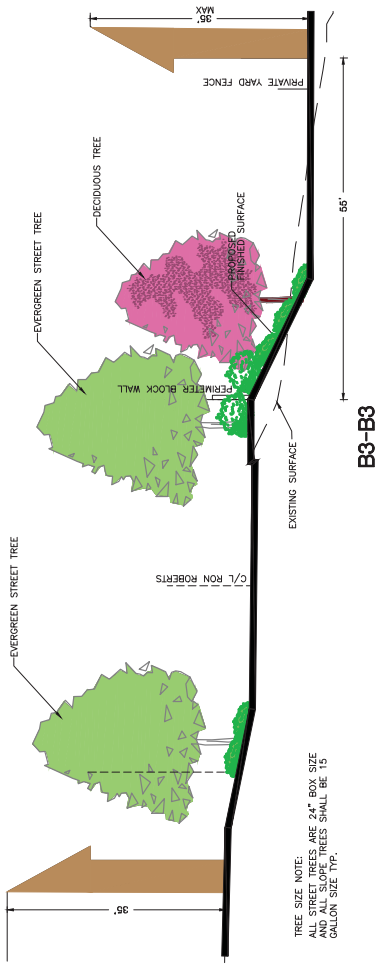 35'
EVERGREEN STREET TREE
C/L RON ROBERTS
EVERGREEN STREET TREE
PERIMETER BLOCK WALL
DECIDUOUS TREE
PROPOSED
FINISHED SURFACE
PRIVATE YARD FENCE
35'
MAX
EXISTING SURFACE
55'
TREE SIZE NOTE:
ALL STREET TREES ARE 24" BOX SIZE
AND ALL SLOPE TREES SHALL BE 15
GALLON SIZE TYP.
B3-B3